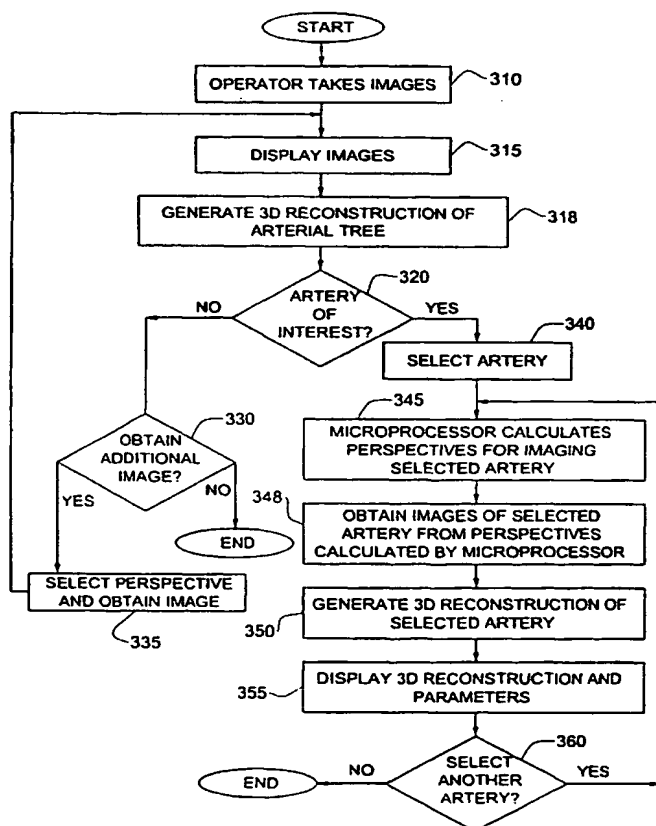 START
OPERATOR TAKES IMAGES
310
DISPLAY IMAGES
315
GENERATE 3D RECONSTRUCTION OF
ARTERIAL TREE
318
320
ARTERY
OF
INTEREST?
NO
YES
340
SELECT ARTERY
330
OBTAIN
ADDITIONAL
IMAGE?
YES
NO
END
SELECT PERSPECTIVE
AND OBTAIN IMAGE
335
345
MICROPROCESSOR CALCULATES
PERSPECTIVES FOR IMAGING
SELECTED ARTERY
348
OBTAIN IMAGES OF SELECTED
ARTERY FROM PERSPECTIVES
CALCULATED BY MICROPROCESSOR
350
GENERATE 3D RECONSTRUCTION OF
SELECTED ARTERY
355
DISPLAY 3D RECONSTRUCTION AND
PARAMETERS
360
SELECT
ANOTHER
ARTERY?
NO
YES
END